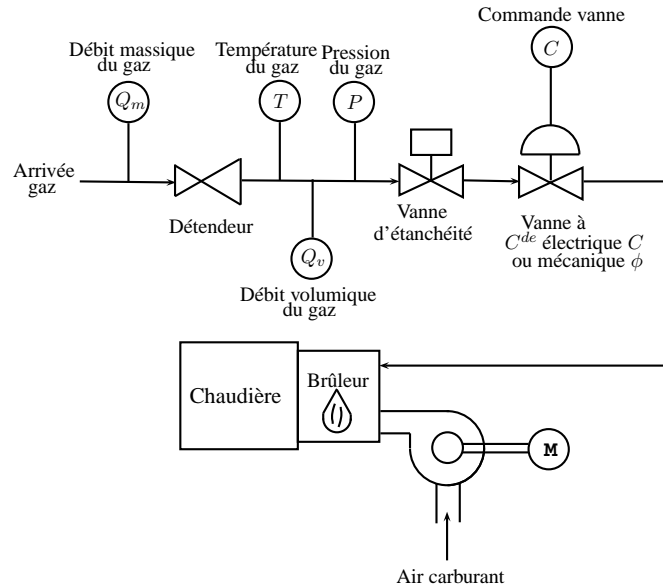 Commande vanne
C
Débit massique
du gaz
Température
du gaz
Pression
du gaz
Q_m
T
P
Arrivée
gaz
Détendeur
Vanne
d'étanchéité
Vanne à
C^{de} électrique C
ou mécanique ϕ
Q_v
Débit volumique
du gaz
Chaudière
Brûleur
M
Air carburant